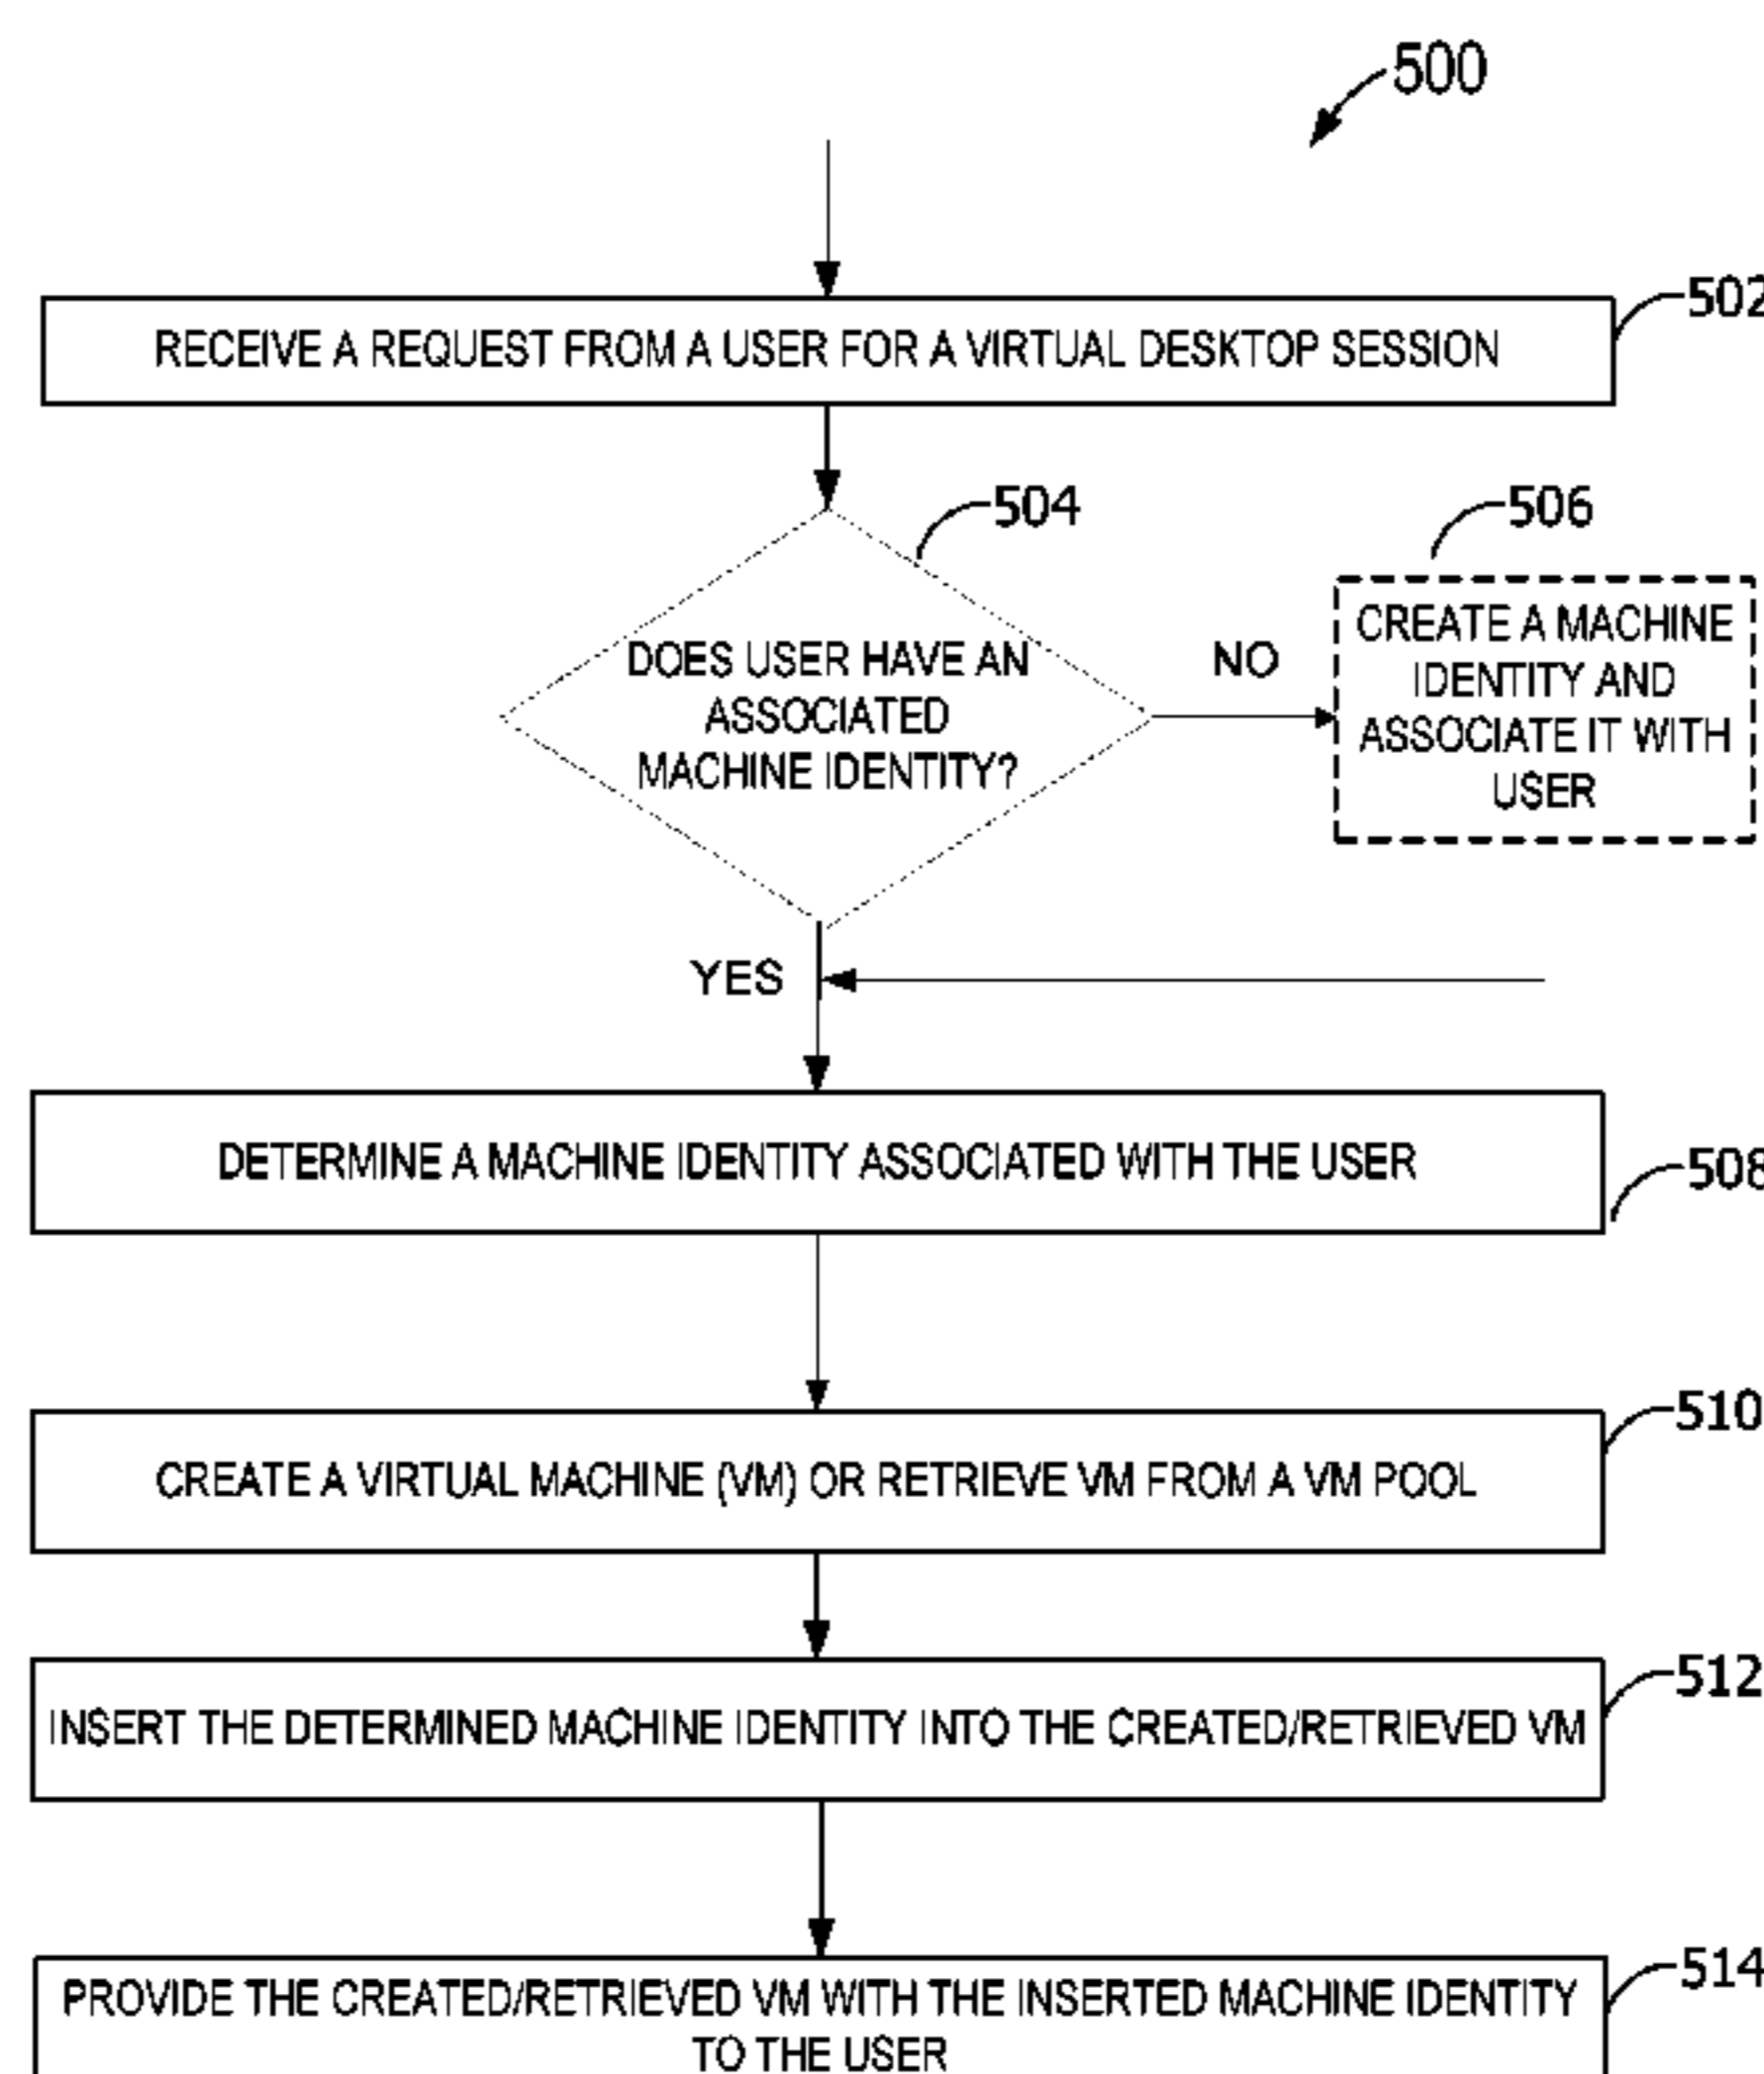 500
RECEIVE A REQUEST FROM A USER FOR A VIRTUAL DESKTOP SESSION
502
504
DOES USER HAVE AN
ASSOCIATED
MACHINE IDENTITY?
NO
506
CREATE A MACHINE
IDENTITY AND
ASSOCIATE IT WITH
USER
YES
DETERMINE A MACHINE IDENTITY ASSOCIATED WITH THE USER
508
CREATE A VIRTUAL MACHINE (VM) OR RETRIEVE VM FROM A VM POOL
510
INSERT THE DETERMINED MACHINE IDENTITY INTO THE CREATED/RETRIEVED VM
512
PROVIDE THE CREATED/RETRIEVED VM WITH THE INSERTED MACHINE IDENTITY
TO THE USER
514